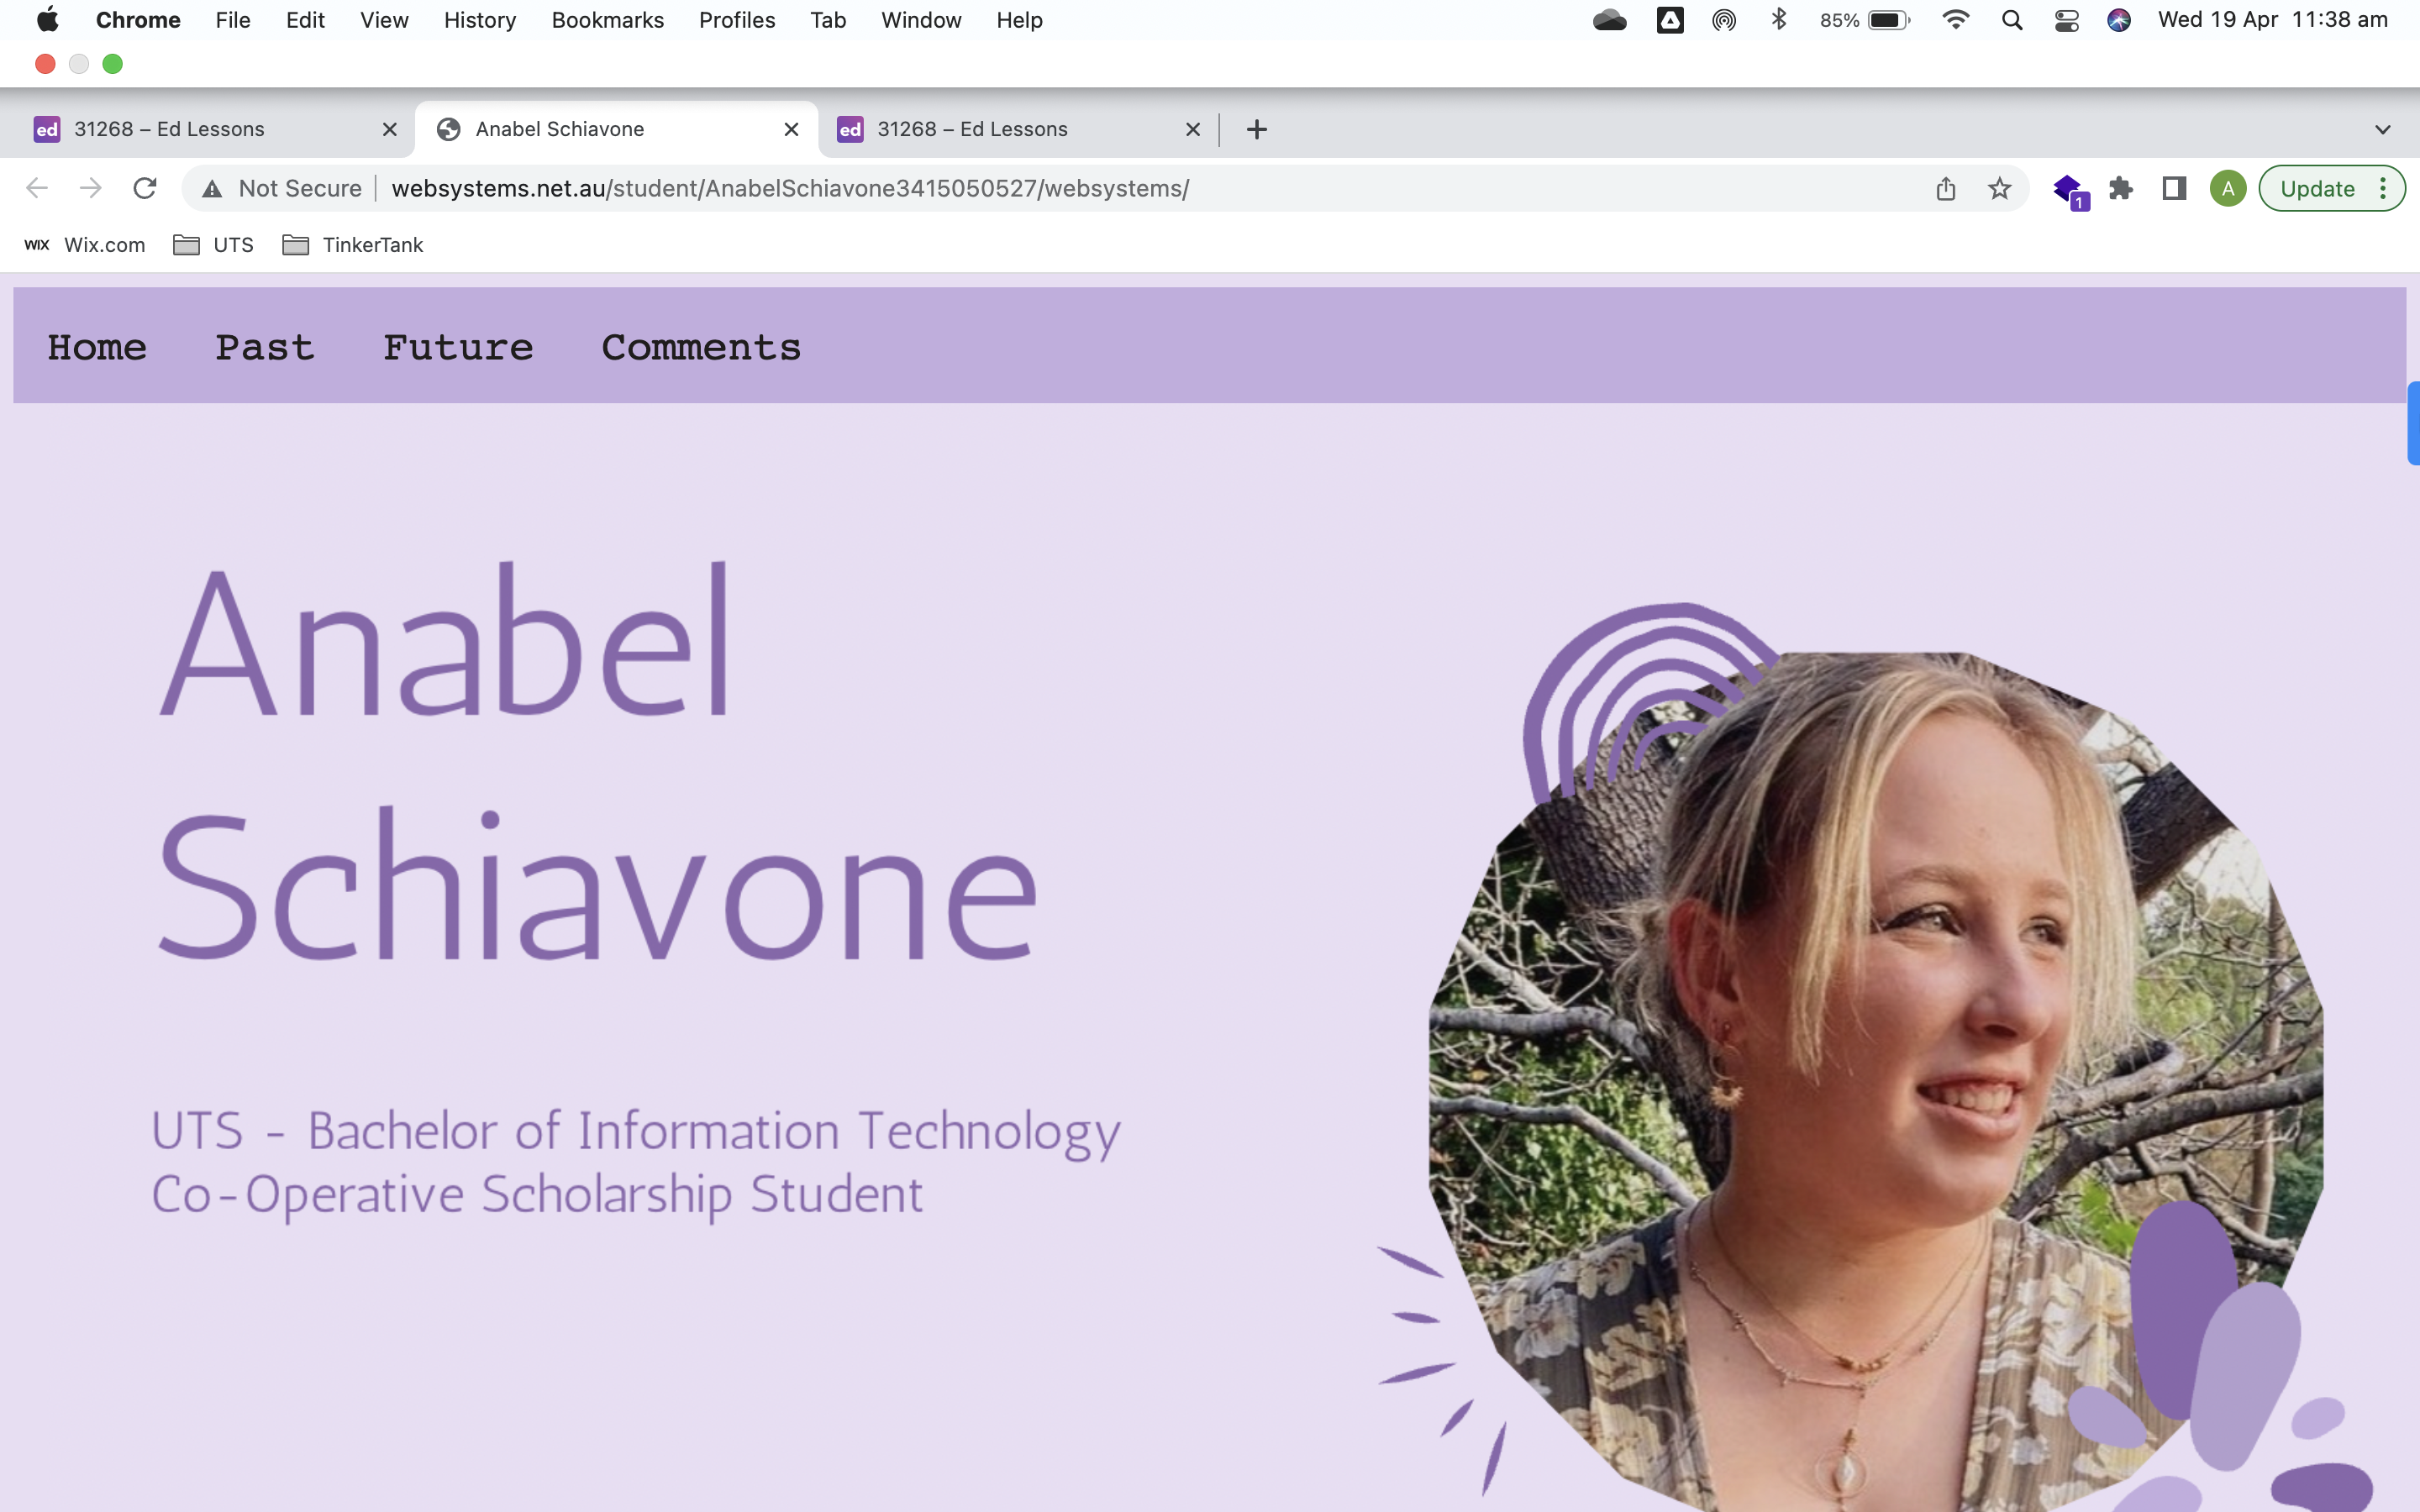 Chrome File Edit View History Bookmarks Profiles Tab Window Help 85% Wed 19 Apr 11:38 am
ed 31268 – Ed Lessons Anabel Schiavone ed 31268 – Ed Lessons
Not Secure websystems.net.au/student/AnabelSchiavone3415050527/websystems/ 1 A Update
WIX Wix.com UTS TinkerTank
Home Past Future Comments
Anabel
Schiavone
UTS - Bachelor of Information Technology
Co-Operative Scholarship Student